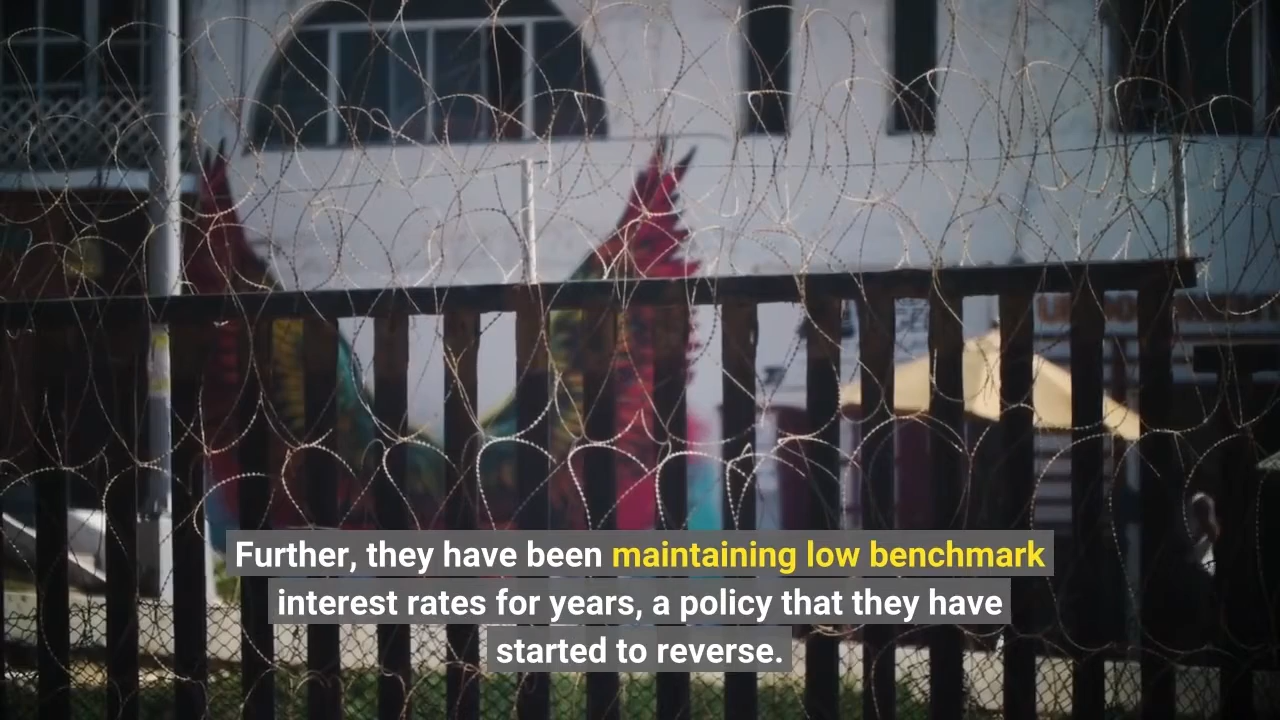 Further, they have been maintaining low benchmark
interest rates for years, a policy that they have
started to reverse.